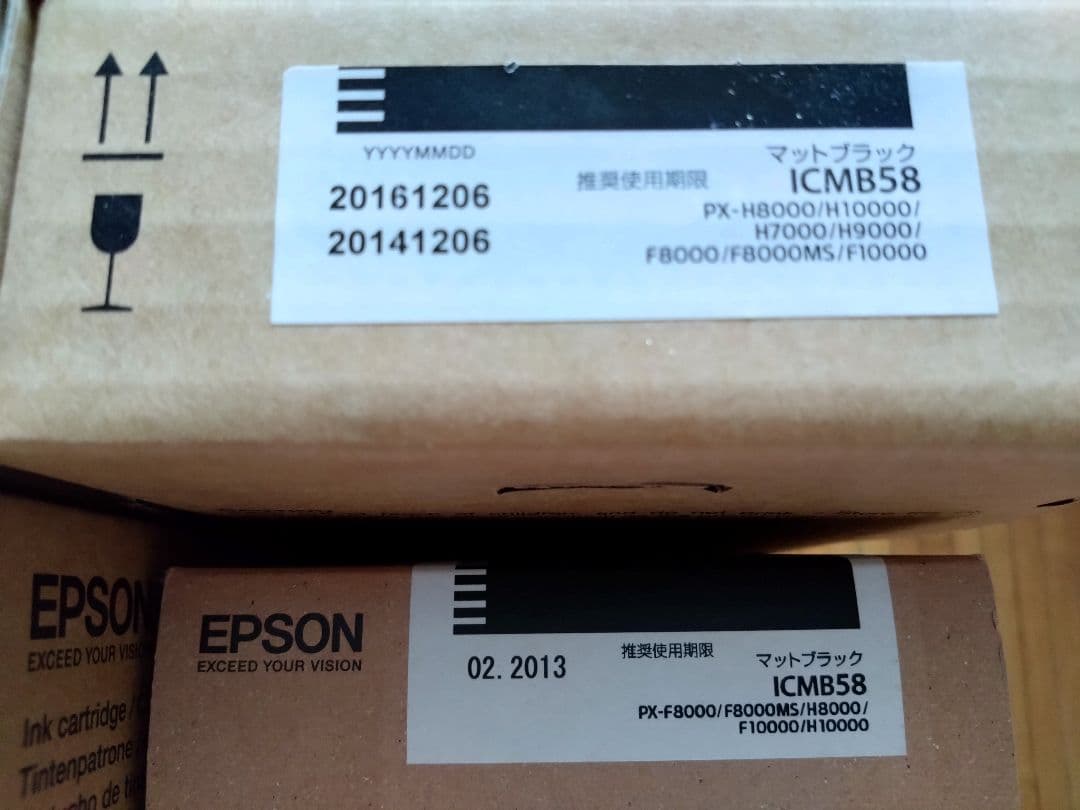 YYYYMMDD
20161206
20141206
推奨使用期限
マットブラック
ICMB58
PX-H8000/H10000/
H7000/H9000/
F8000/F8000MS/F10000
EPSON
EXCEED YOUR VISION
02.2013
推奨使用期限
マットブラック
ICMB58
PX-F8000/F8000MS/H8000/
F10000/H10000
EPSON
EXCEED YOUR VISION
Ink cartridge /
Tintenpatrone